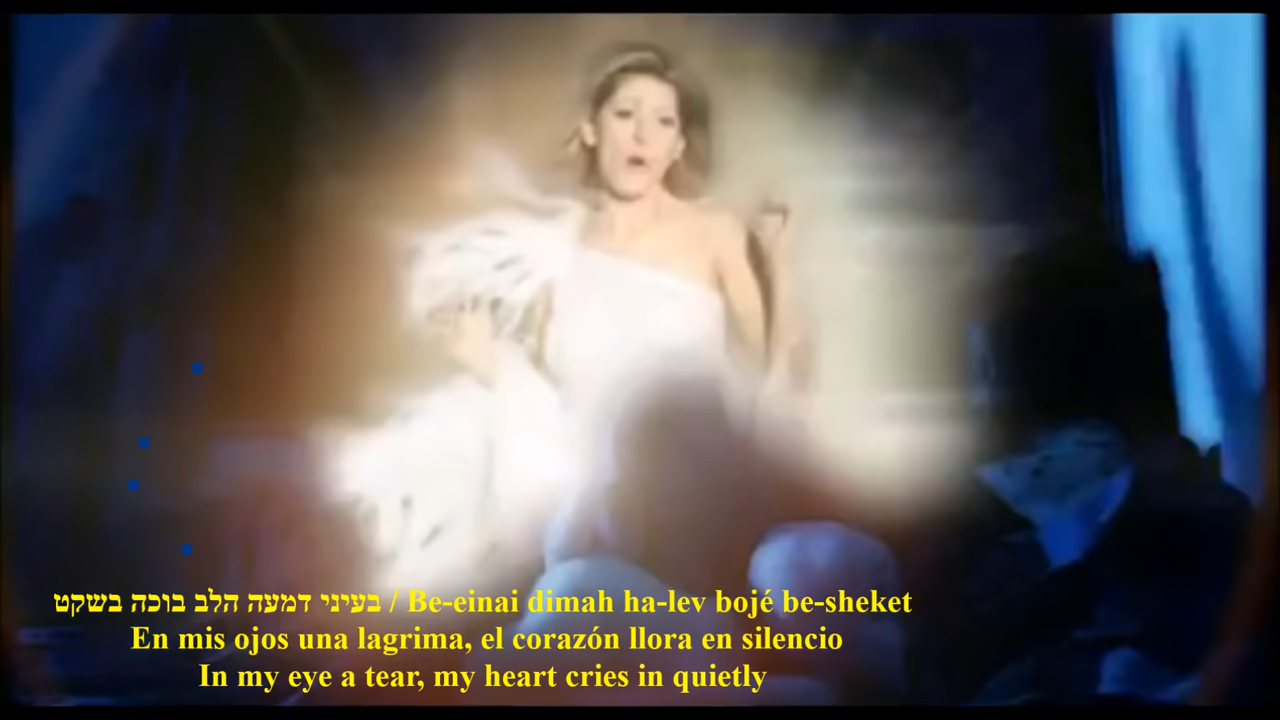 בעיני דמעה הלב בוכה בשקט / Be-einai dimah ha-lev bojé be-sheket
En mis ojos una lagrima, el corazón llora en silencio
In my eye a tear, my heart cries in quietly